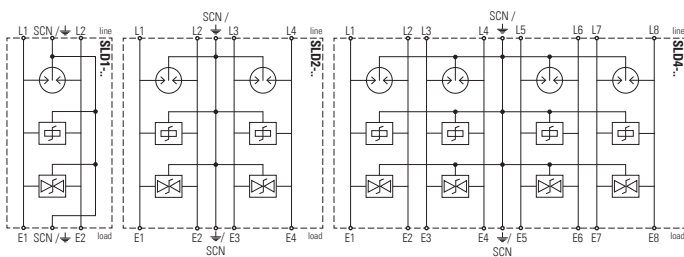 SCN /
SCN /
L1 SCN / L2 line
L1 L2 L3 L4 line
L1 L2 L3 L4 L5 L6 L7 L8 line
SLD1-..
SLD2-..
SLD4-..
E1 SCN / E2 load
E1 E2 / E3 E4 load
E1 E2 E3 E4 / E5 E6 E7 E8 load
SCN
SCN